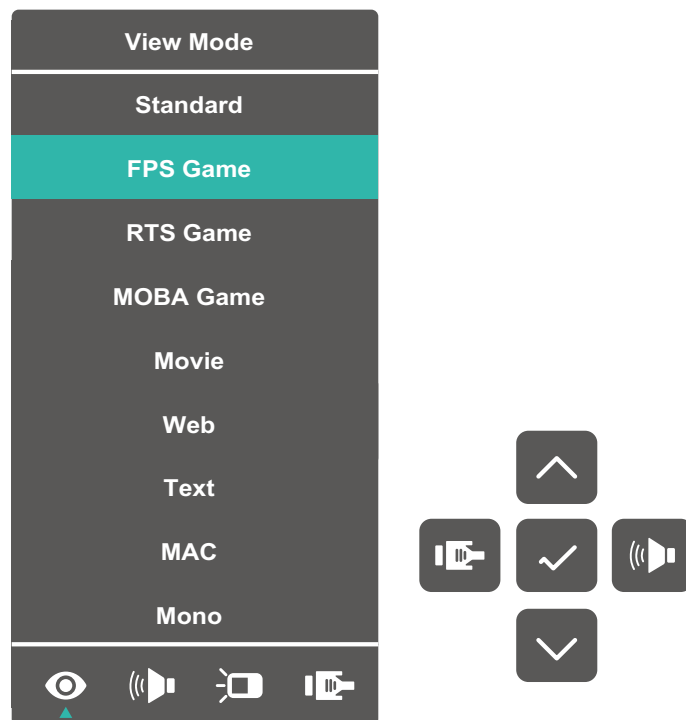 View Mode
Standard
FPS Game
RTS Game
MOBA Game
Movie
Web
Text
MAC
Mono